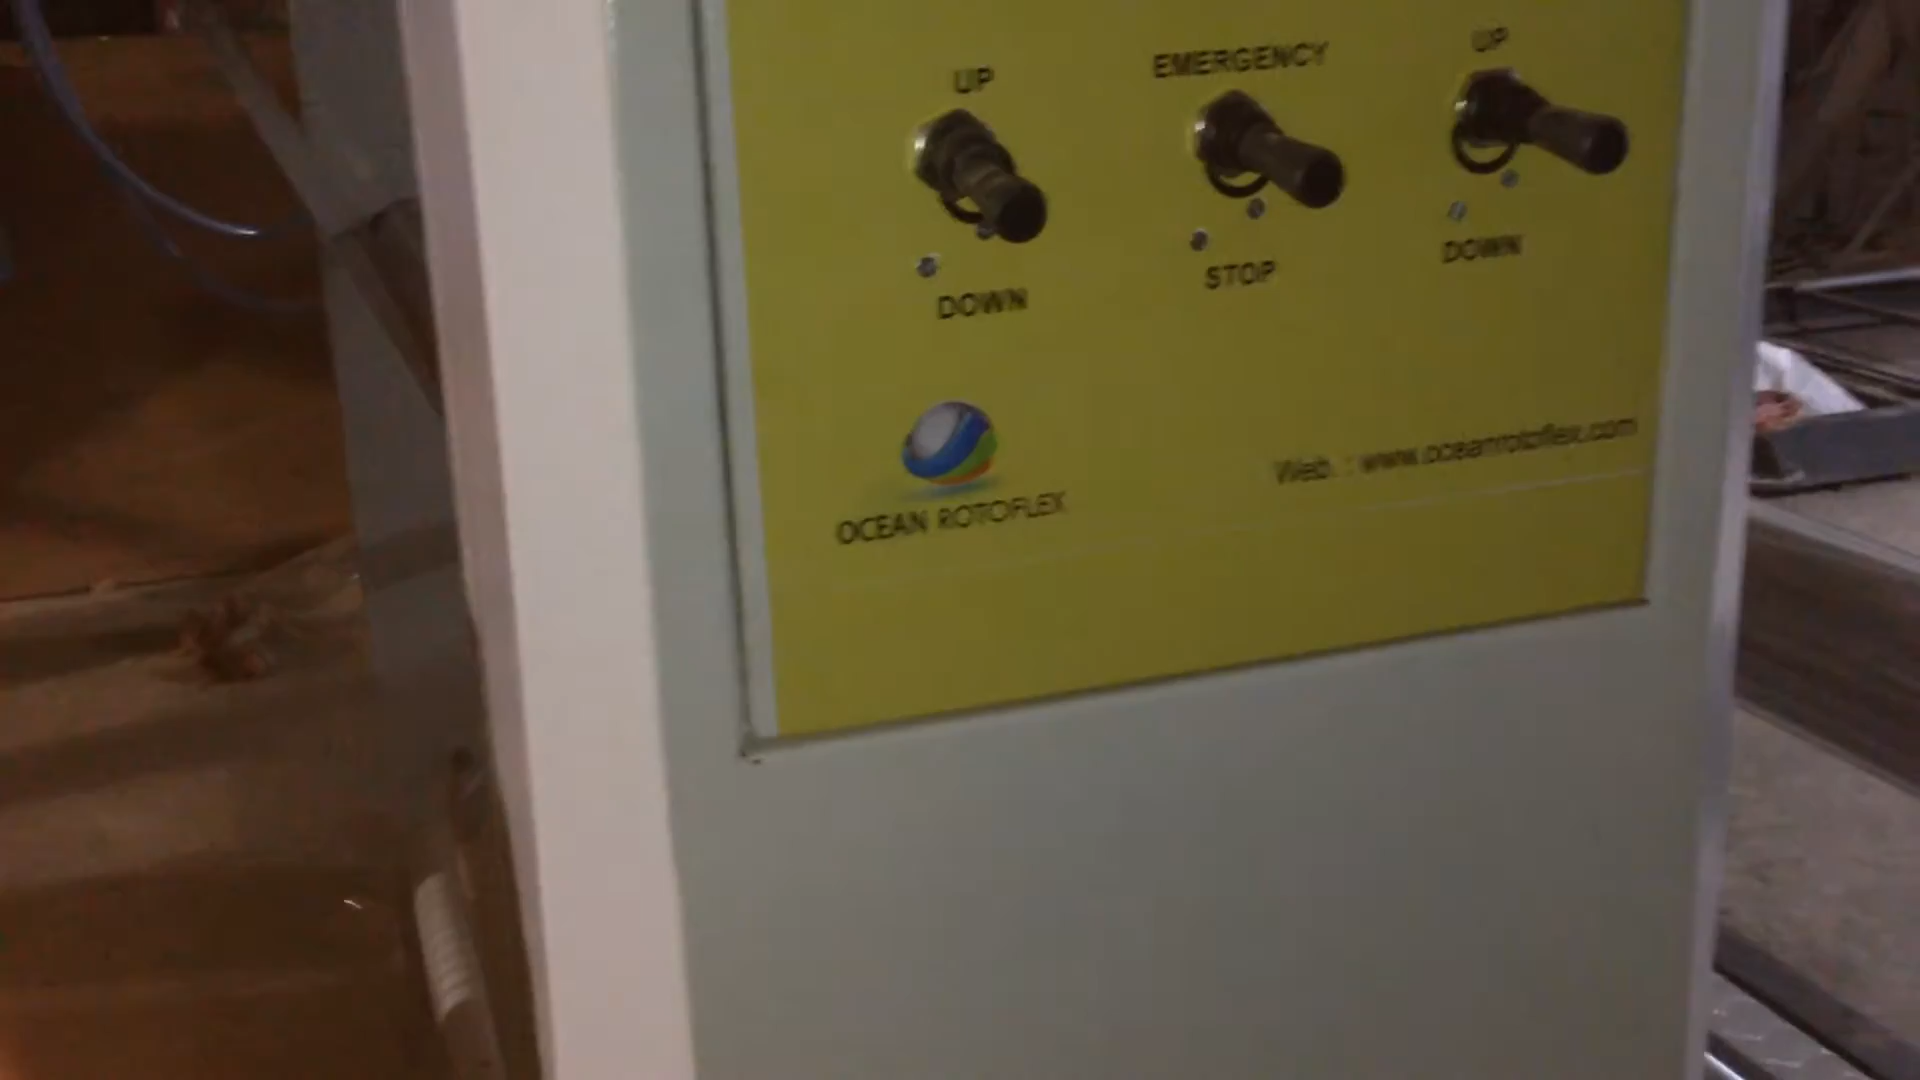 UP
EMERGENCY
UP
DOWN
STOP
DOWN
OCEAN ROTOFLEX
Web. : www.oceanrotoflex.com